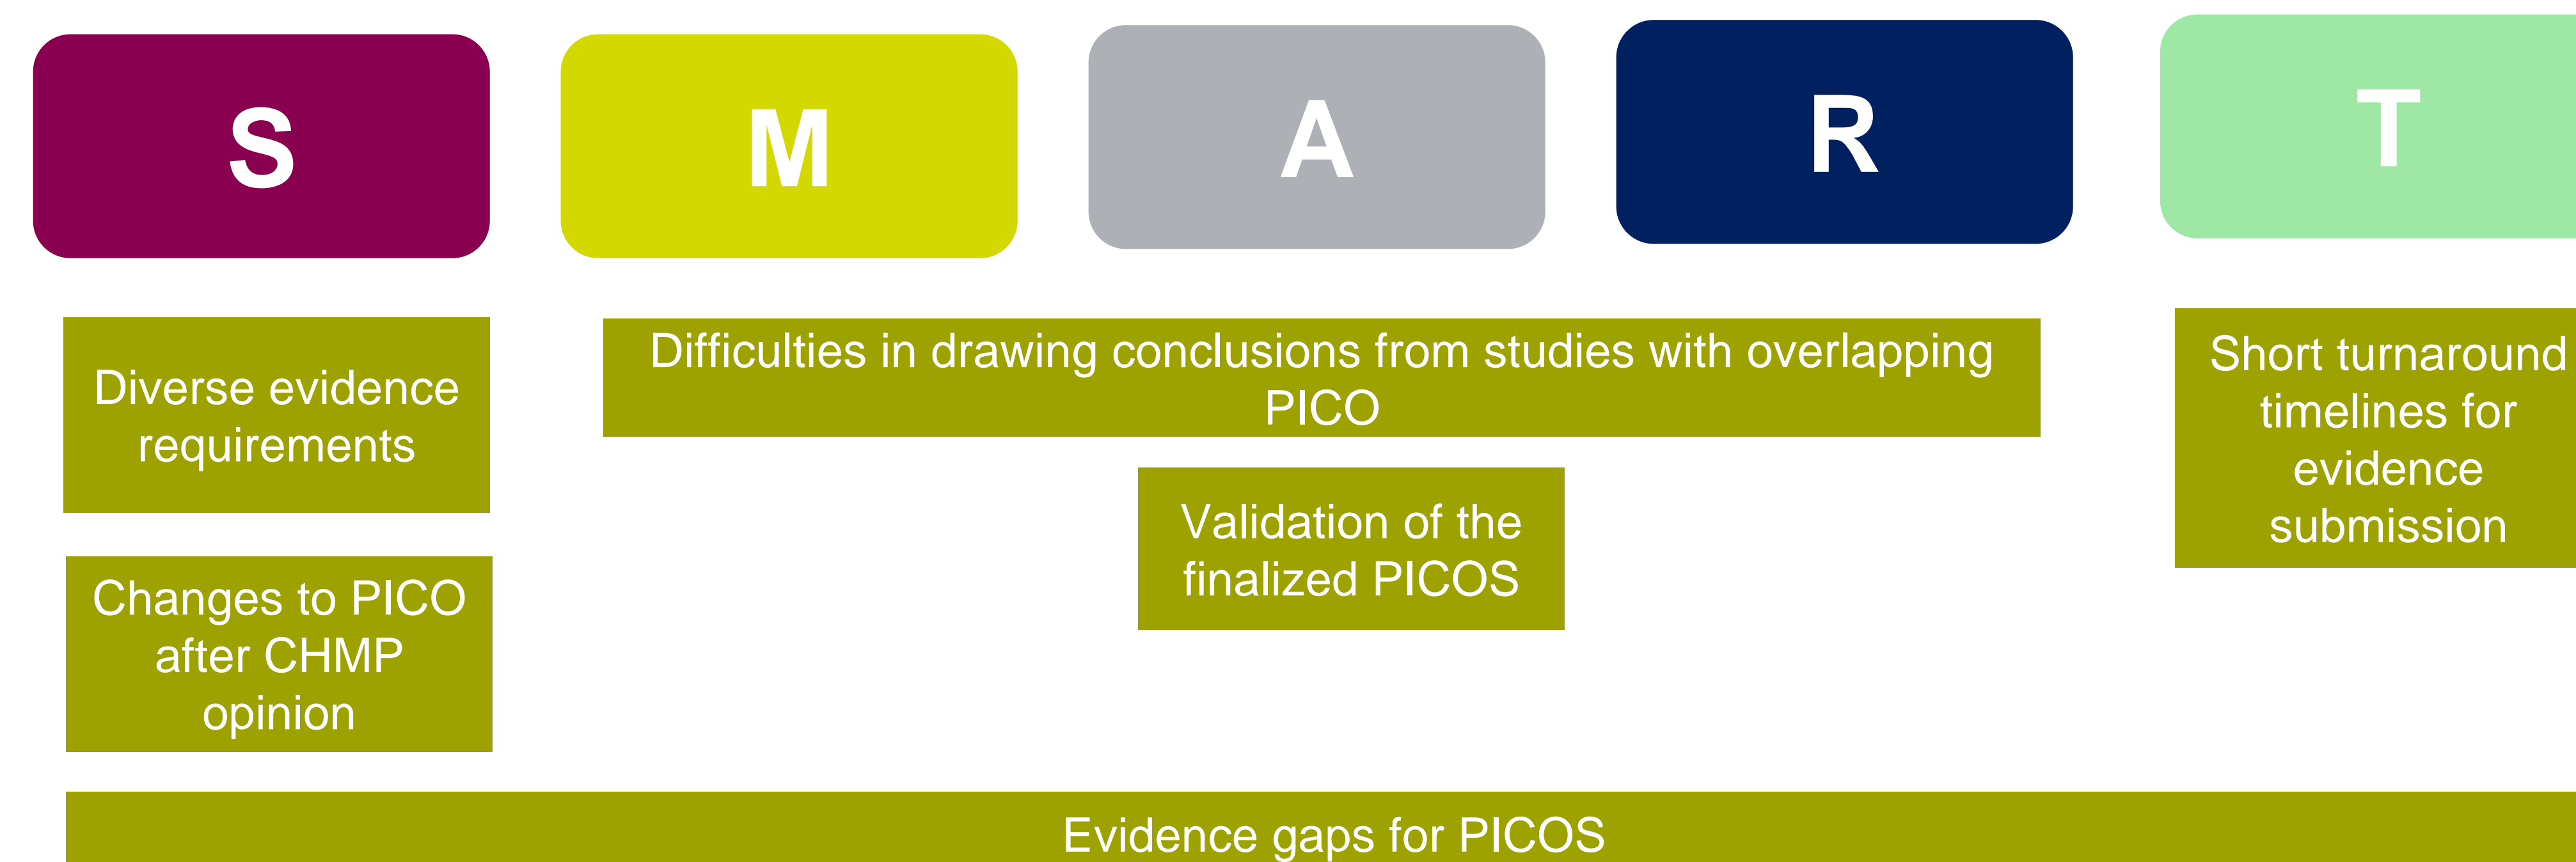 S
M
A
R
T
Diverse evidence
requirements
Difficulties in drawing conclusions from studies with overlapping
PICO
Short turnaround
timelines for
evidence
submission
Validation of the
finalized PICOS
Changes to PICO
after CHMP
opinion
Evidence gaps for PICOS